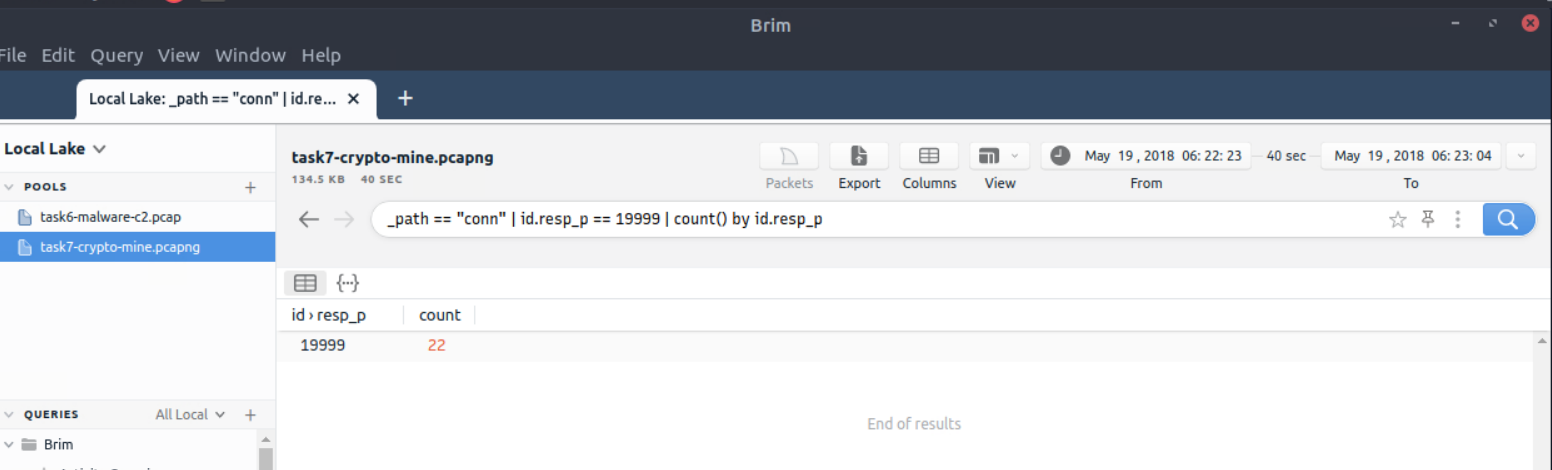 Brim
File Edit Query View Window Help
Local Lake: _path == "conn" | id.re... × +
Local Lake
POOLS +
task6-malware-c2.pcap
task7-crypto-mine.pcapng
task7-crypto-mine.pcapng
134.5 KB 40 SEC
Packets Export Columns View
May 19 , 2018 06: 22: 23 40 sec May 19 , 2018 06: 23: 04
From To
_path == "conn" | id.resp_p == 19999 | count() by id.resp_p
id › resp_p count
19999 22
End of results
QUERIES All Local +
Brim